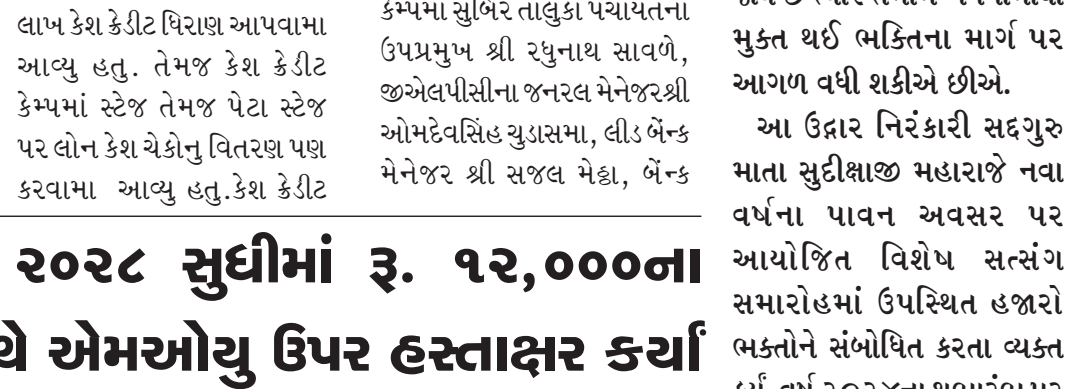 લાખ કેશ ક્રેડીટ ધિરાણ આપવામા
આવ્યુ હતુ. તેમજ કેશ ક્રેડીટ
કેમ્પમાં સ્ટેજ તેમજ પેટા સ્ટેજ
પર લોન કેશ ચેકોનુ વિતરણ પણ
કરવામા આવ્યુ હતુ.કેશ ક્રેડીટ
કેમ્પમાં સુબિર તાલુકા પંચાયતના
ઉપપ્રમુખ શ્રી રઘુનાથ સાવળે,
જીએલપીસીના જનરલ મેનેજરશ્રી
ઓમદેવસિંહ ચુડાસમા, લીડ બેંન્ક
મેનેજર શ્રી સજલ મેહ્ઠા, બેંન્ક
૨૦૨૮ સુધીમાં રૂ. ૧૨,૦૦૦ના
એમઓયુ ઉપર હસ્તાક્ષર કર્યાં
મુક્ત થઈ ભક્તિના માર્ગ પર
આગળ વધી શકીએ છીએ.
આ ઉદ્ગાર નિરંકારી સદ્દગુરુ
માતા સુદીક્ષાજી મહારાજે નવા
વર્ષના પાવન અવસર પર
આયોજિત વિશેષ સત્સંગ
સમારોહમાં ઉપસ્થિત હજારો
ભક્તોને સંબોધિત કરતા વ્યક્ત